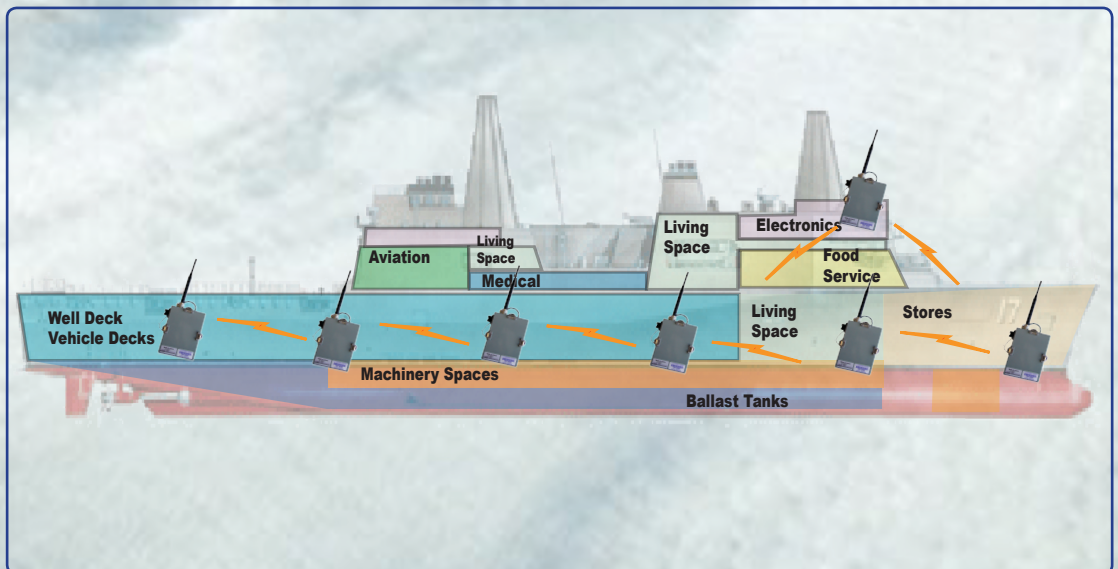 Electronics
Living
Space
Food
Service
Aviation
Living
Space
Medical
Well Deck
Vehicle Decks
Living
Space
Stores
Machinery Spaces
Ballast Tanks